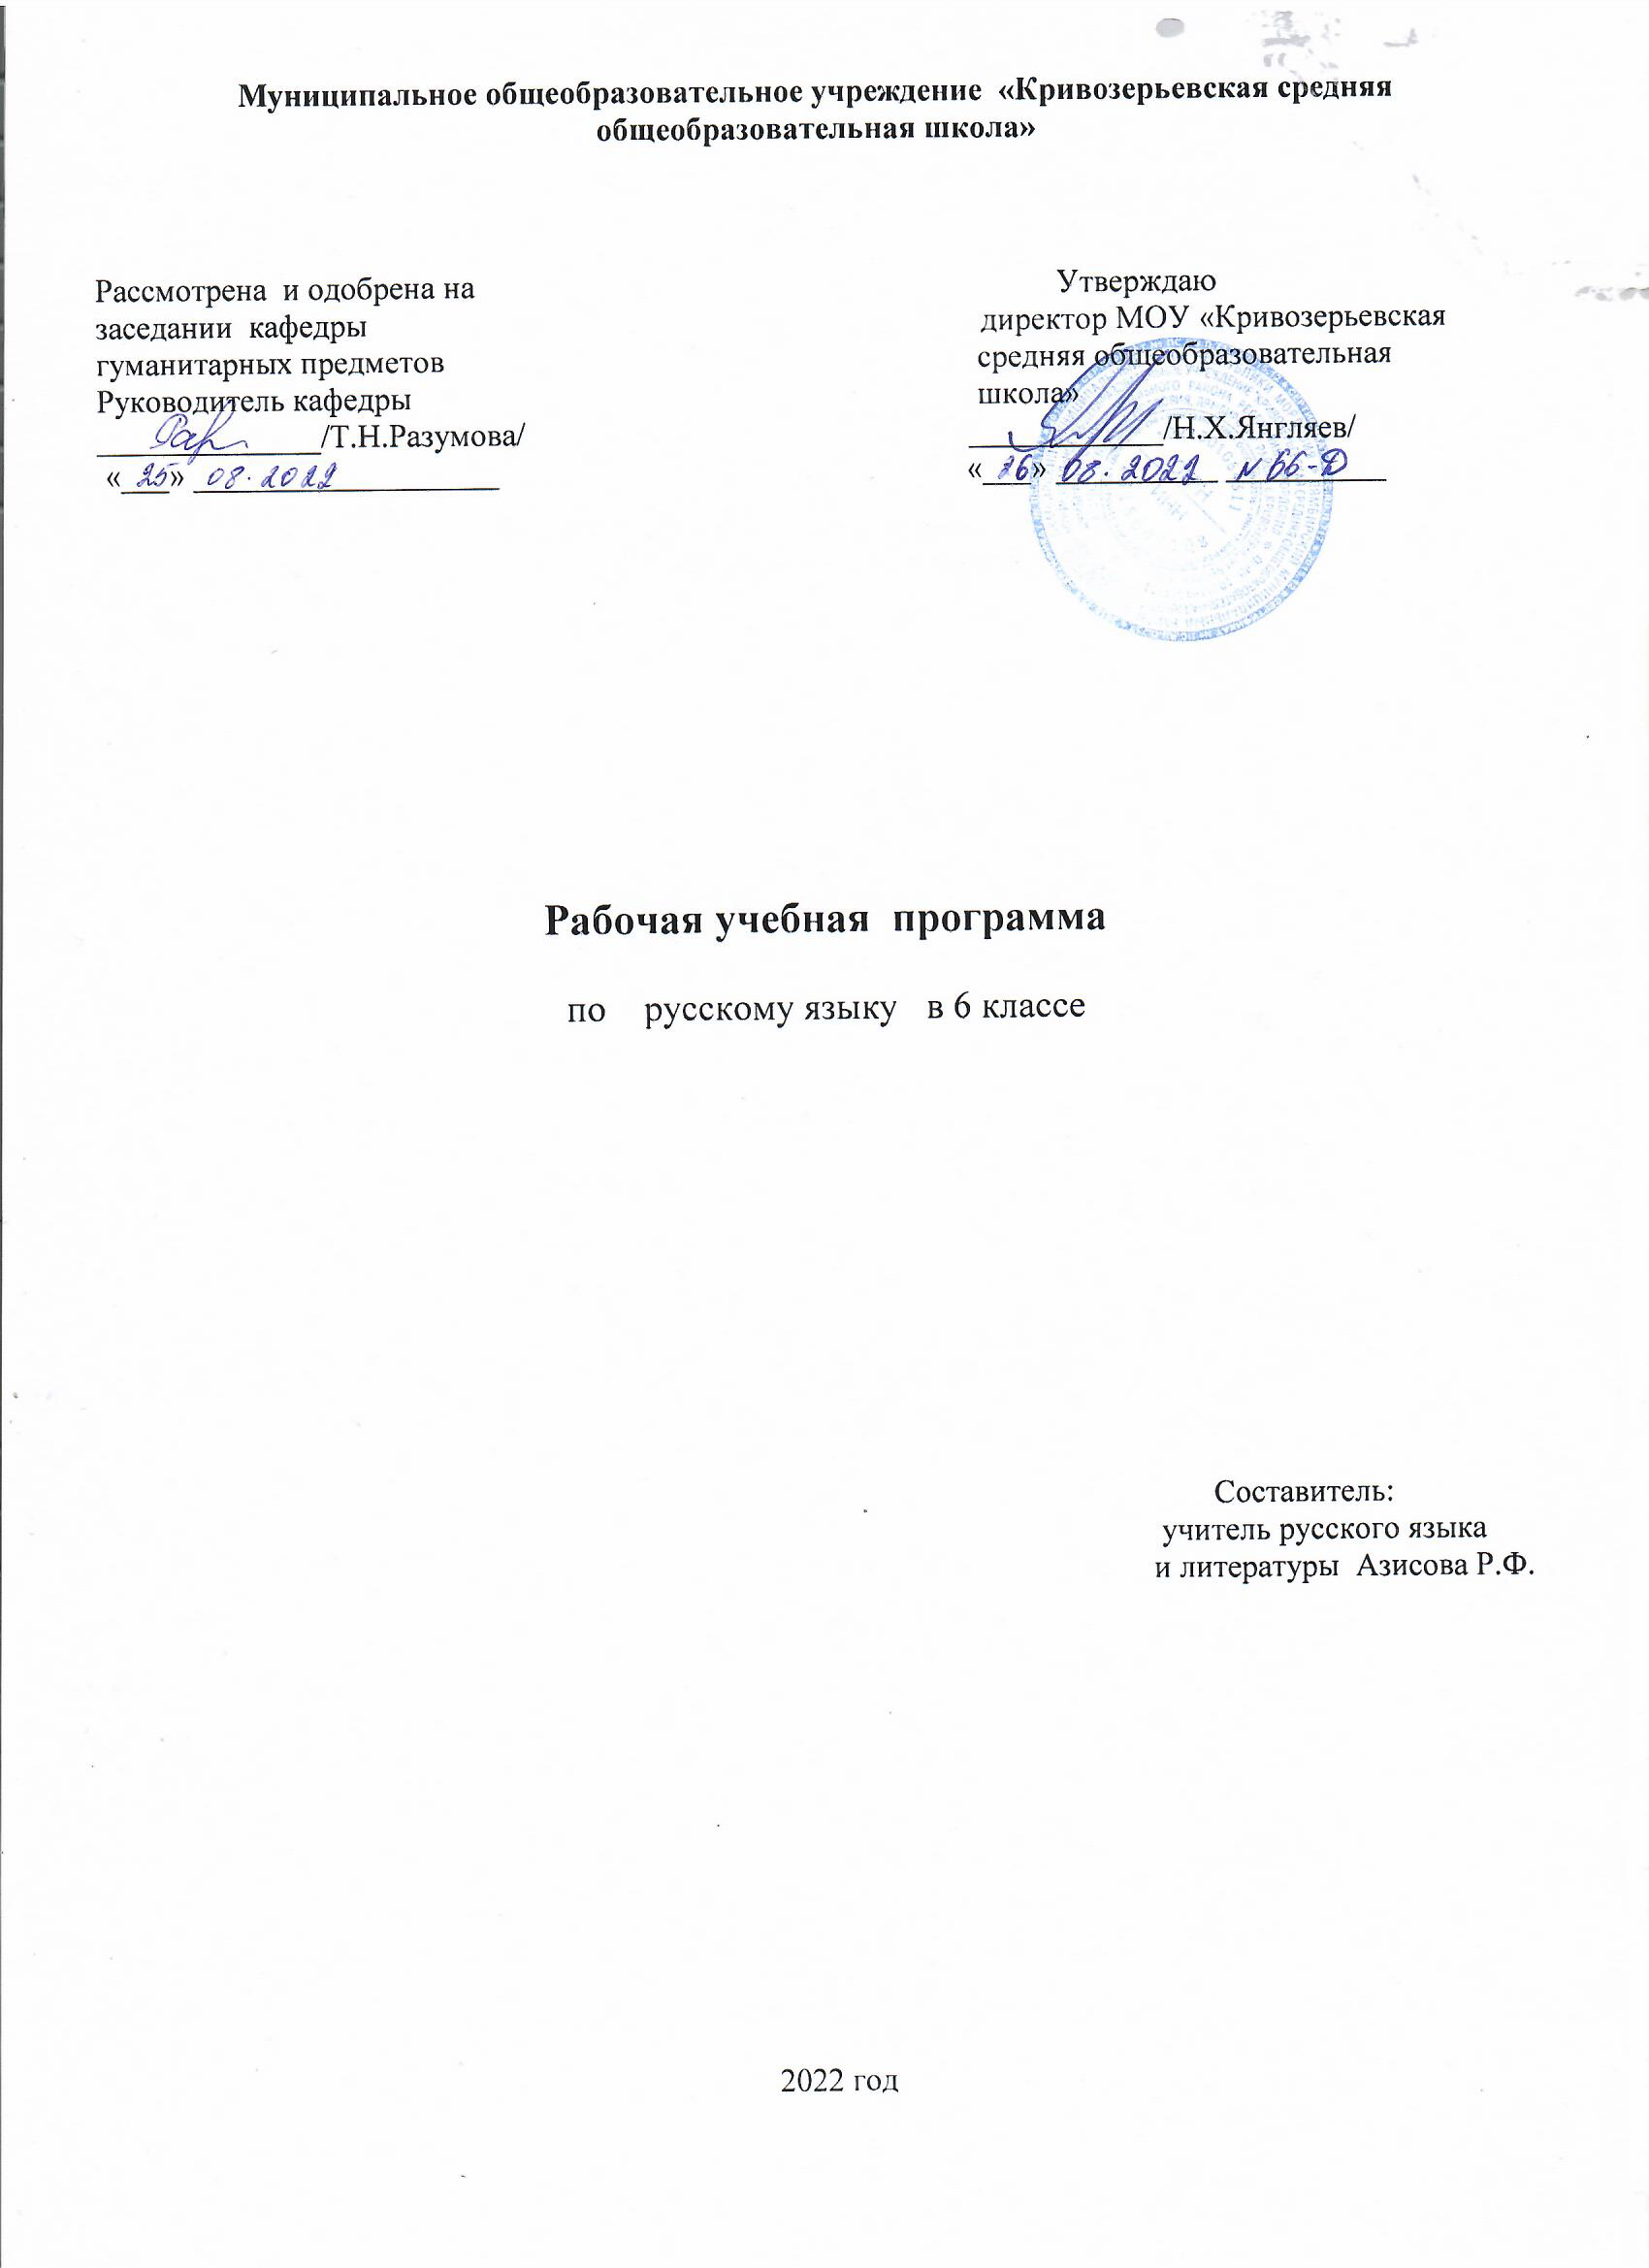 Муниципальное общеобразовательное учреждение «Кривозерьевская средняя
общеобразовательная школа»
Рассмотрена и одобрена на
заседании кафедры
гуманитарных предметов
Руководитель кафедры
/Т.Н.Разумова/
«25» 08.2022
Утверждаю
директор МОУ «Кривозерьевская
средняя общеобразовательная
школа»
/Н.Х.Янгляев/
«26» 08.2022
Рабочая учебная программа
по русскому языку в 6 классе
Составитель:
учитель русского языка
и литературы Азисова Р.Ф.
2022 год